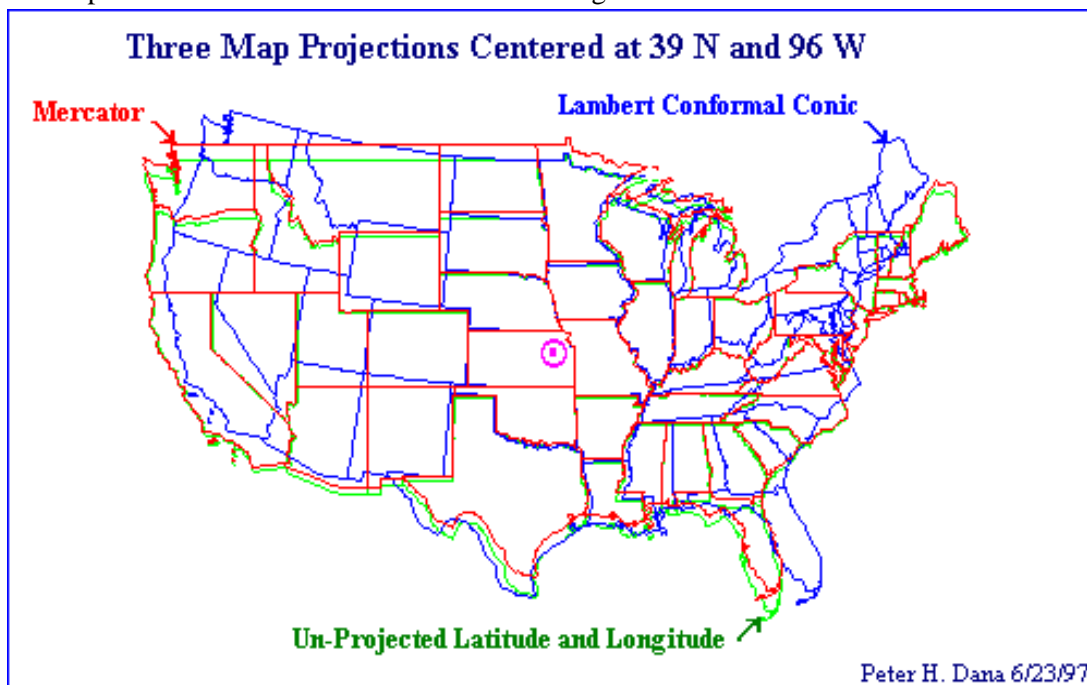 Three Map Projections Centered at 39 N and 96 W
Mercator
Lambert Conformal Conic
Un-Projected Latitude and Longitude
Peter H. Dana 6/23/97